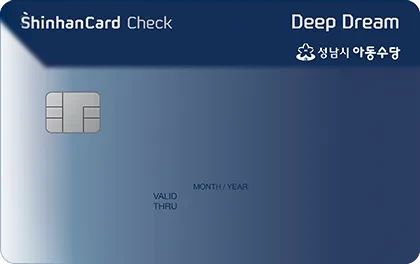 ShinhanCard Check
Deep Dream
성남시 아동수당
MONTH / YEAR
VALID
THRU